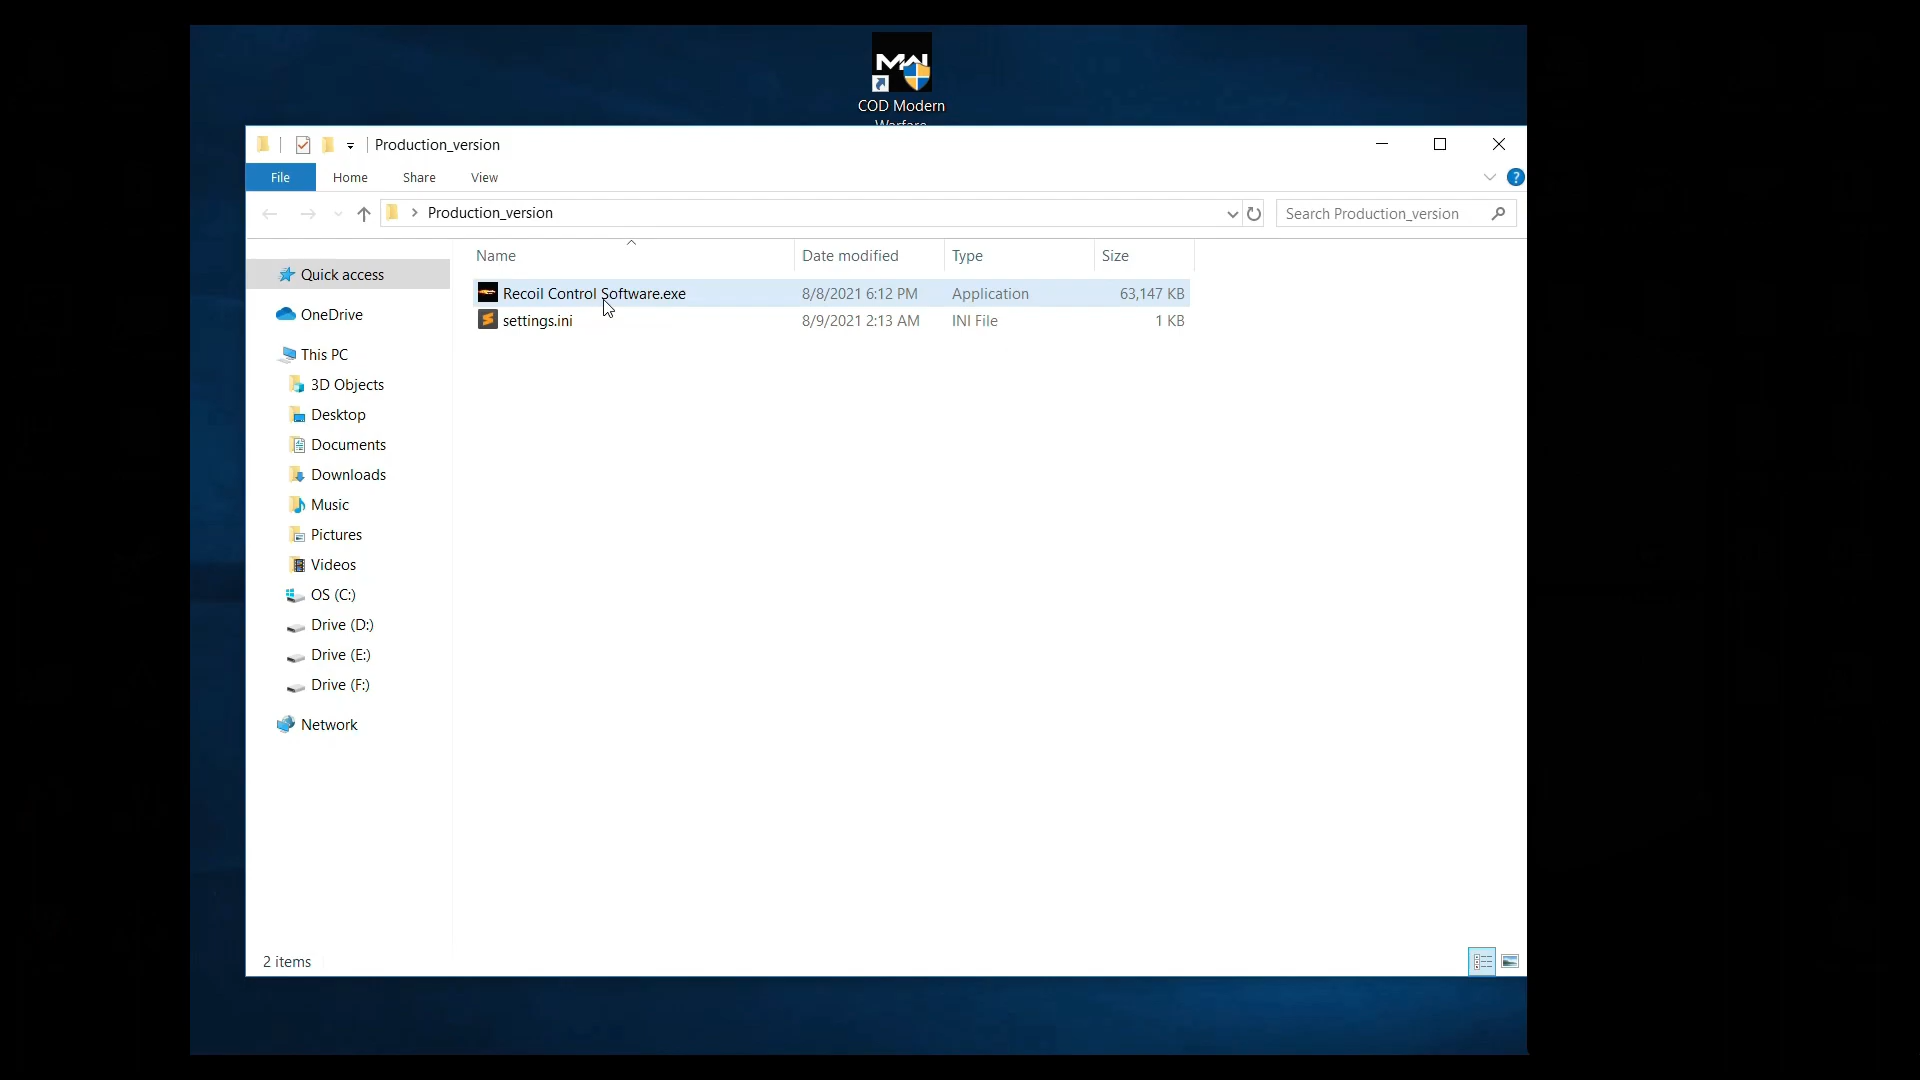 MW
COD Modern
Warfare
Production_version
File
Home
Share
View
?
Production_version
Search Production_version
Name
Date modified
Type
Size
Recoil Control Software.exe
8/8/2021 6:12 PM
Application
63,147 KB
settings.ini
8/9/2021 2:13 AM
INI File
1 KB
Quick access
OneDrive
This PC
3D Objects
Desktop
Documents
Downloads
Music
Pictures
Videos
OS (C:)
Drive (D:)
Drive (E:)
Drive (F:)
Network
2 items